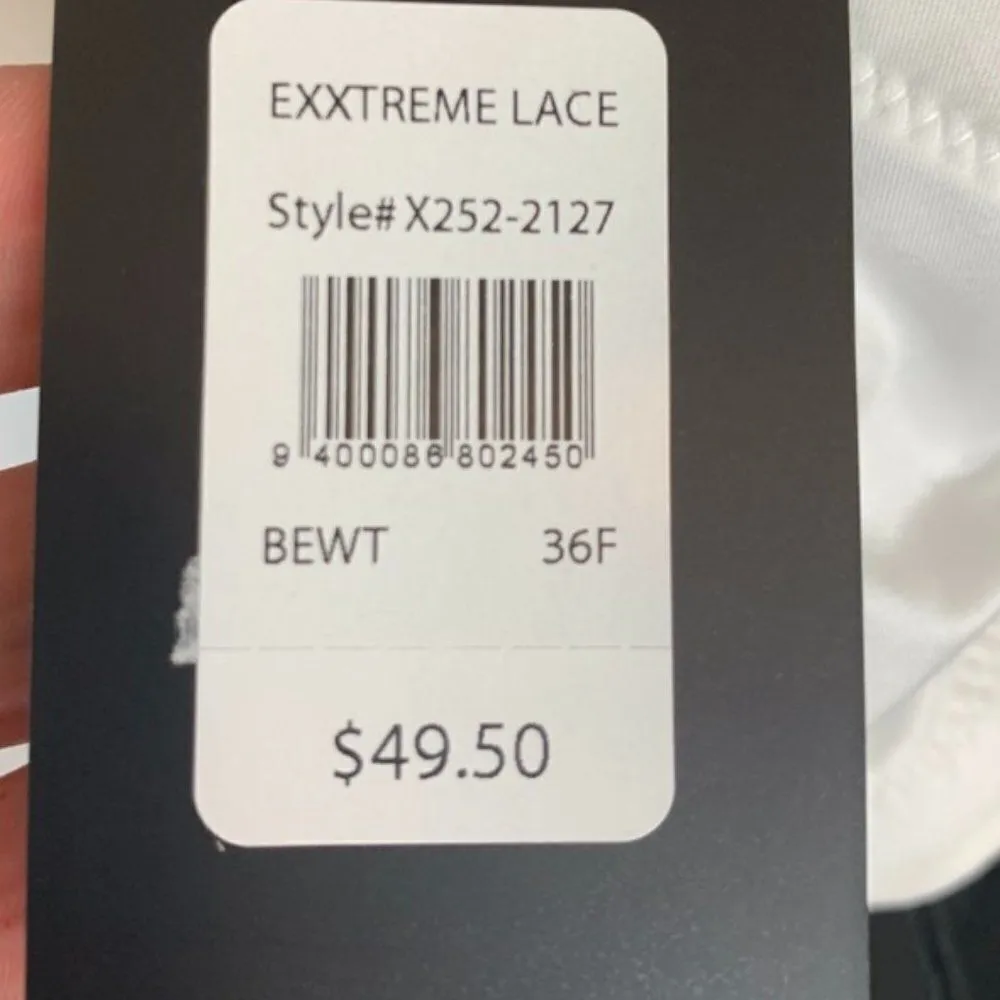 EXXTREME LACE
Style# X252-2127
9 400086 802450
BEWT 36F
$49.50